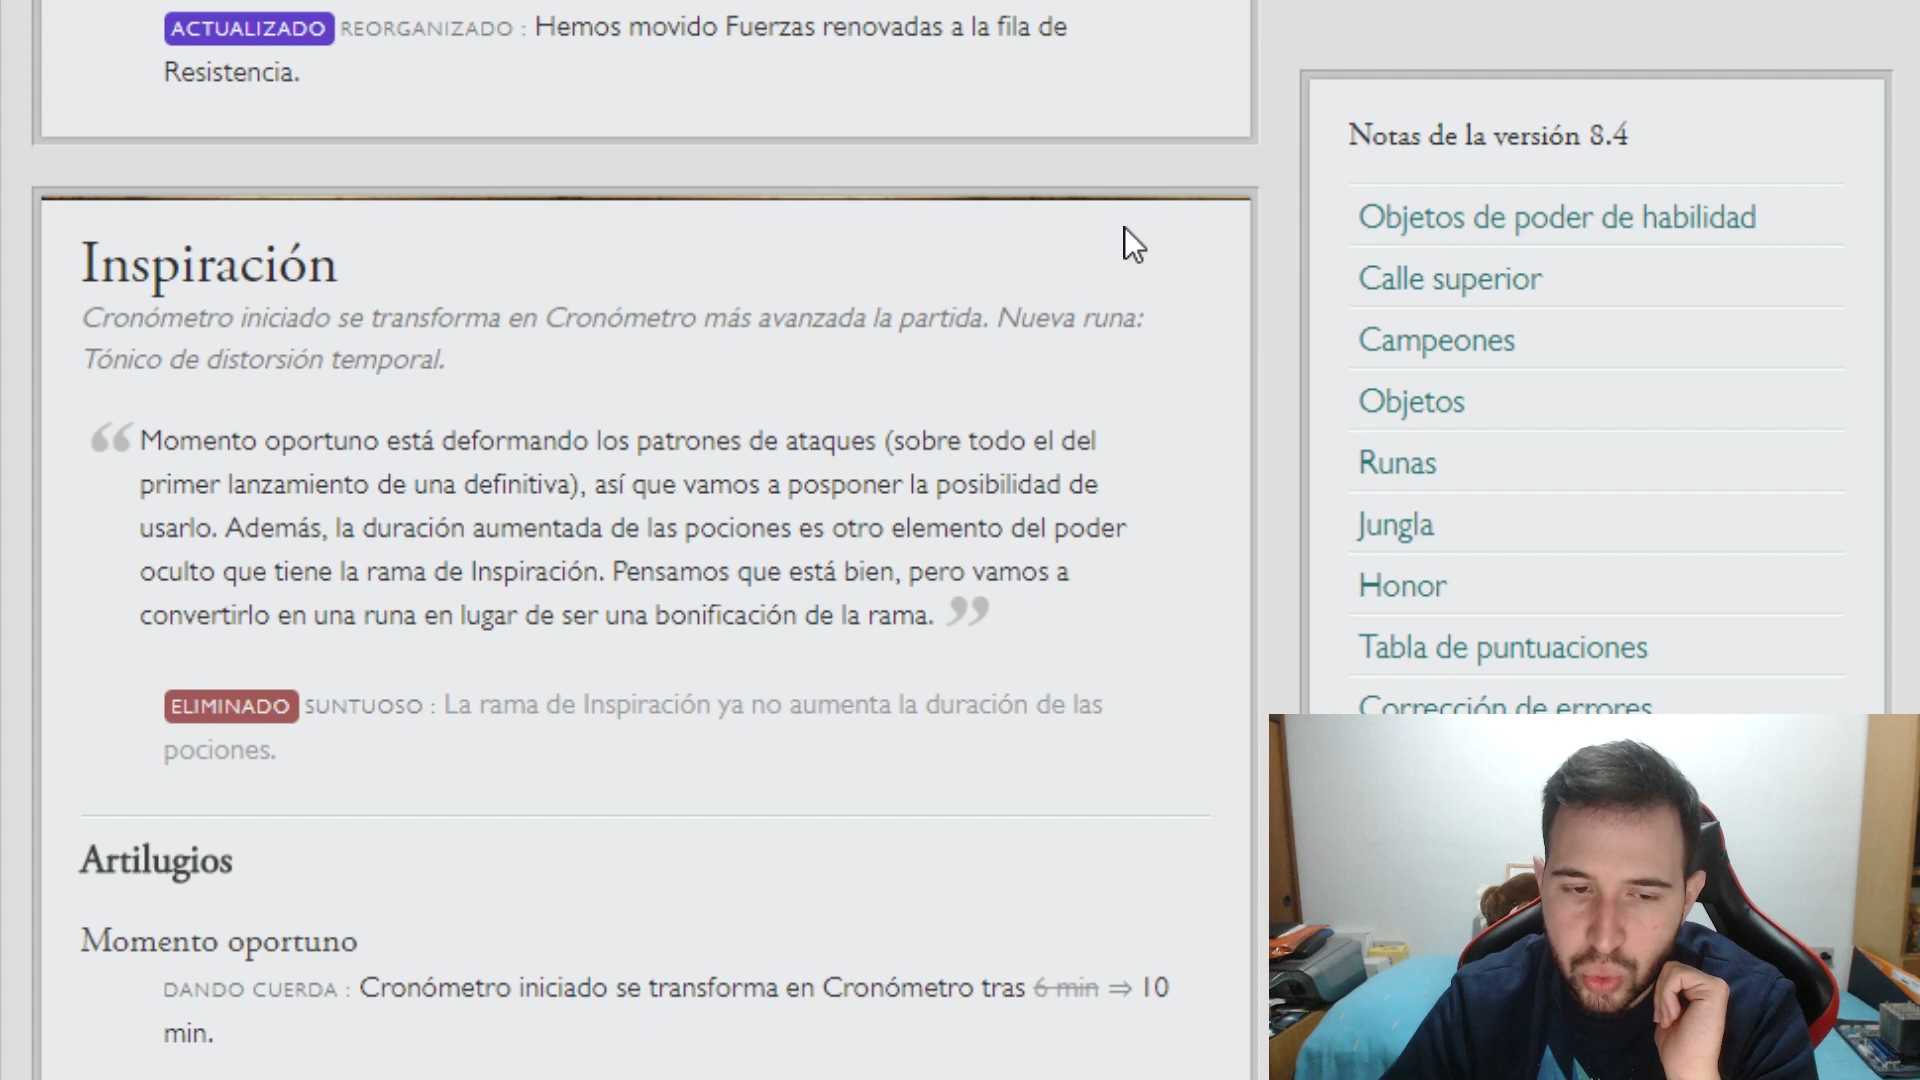 ACTUALIZADO REORGANIZADO : Hemos movido Fuerzas renovadas a la fila de
Resistencia.
Inspiración
Cronómetro iniciado se transforma en Cronómetro más avanzada la partida. Nueva runa:
Tónico de distorsión temporal.
“ Momento oportuno está deformando los patrones de ataques (sobre todo el del
primer lanzamiento de una definitiva), así que vamos a posponer la posibilidad de
usarlo. Además, la duración aumentada de las pociones es otro elemento del poder
oculto que tiene la rama de Inspiración. Pensamos que está bien, pero vamos a
convertirlo en una runa en lugar de ser una bonificación de la rama. ”
ELIMINADO SUNTUOSO : La rama de Inspiración ya no aumenta la duración de las
pociones.
Artilugios
Momento oportuno
DANDO CUERDA : Cronómetro iniciado se transforma en Cronómetro tras 6 min ⇒ 10
min.
Notas de la versión 8.4
Objetos de poder de habilidad
Calle superior
Campeones
Objetos
Runas
Jungla
Honor
Tabla de puntuaciones
Corrección de errores